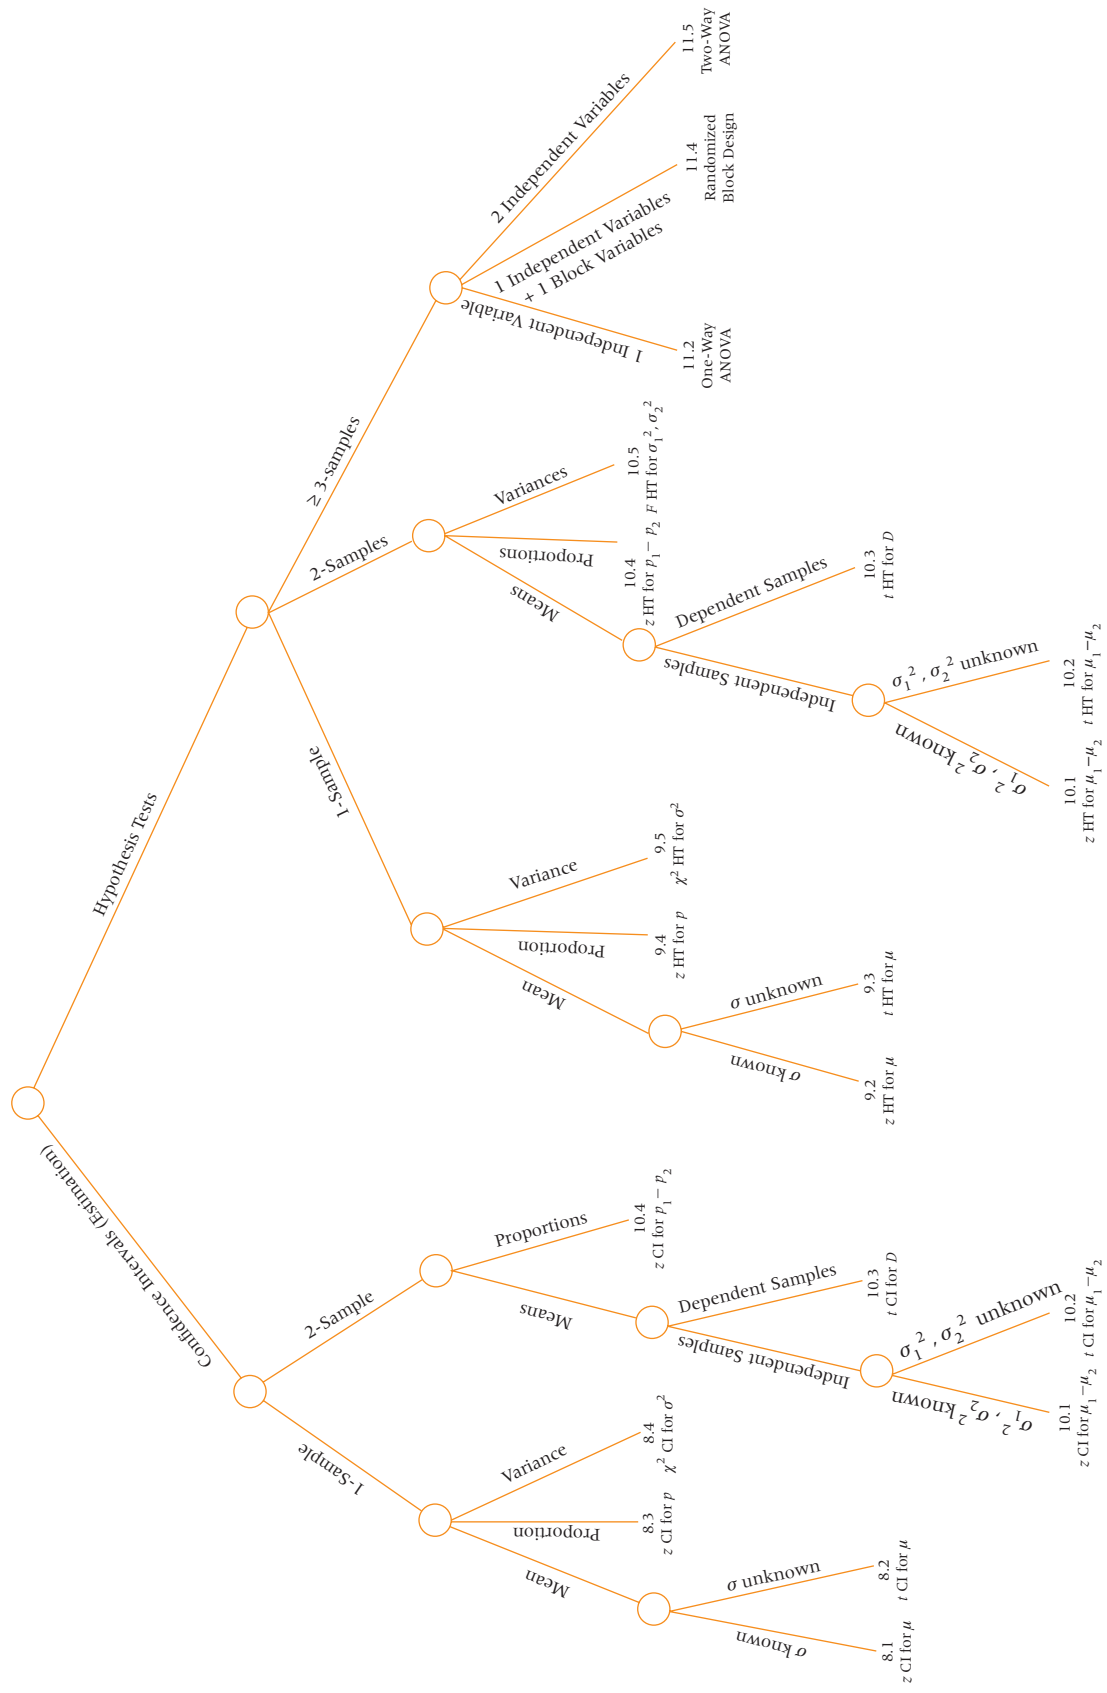 Confidence Intervals (Estimation)
Hypothesis Tests
1-Sample
2-Sample
1-Sample
2-Samples
≥ 3-samples
Mean
Proportion
Variance
Means
Proportions
Mean
Proportion
Variance
Means
Proportions
Variances
1 Independent Variable
1 Independent Variables
+ 1 Block Variables
2 Independent Variables
8.3
z CI for p
8.4
χ² CI for σ²
10.4
z CI for p₁ − p₂
9.4
z HT for p
9.5
χ² HT for σ²
10.4
z HT for p₁ − p₂
10.5
F HT for σ₁², σ₂²
11.2
One-Way
ANOVA
11.4
Randomized
Block Design
11.5
Two-Way
ANOVA
σ known
σ unknown
Independent Samples
Dependent Samples
σ known
σ unknown
Independent Samples
Dependent Samples
8.1
z CI for μ
8.2
t CI for μ
10.3
t CI for D
9.2
z HT for μ
9.3
t HT for μ
10.3
t HT for D
σ₁², σ₂² known
σ₁², σ₂² unknown
σ₁², σ₂² known
σ₁², σ₂² unknown
10.1
z CI for μ₁−μ₂
10.2
t CI for μ₁−μ₂
10.1
z HT for μ₁−μ₂
10.2
t HT for μ₁−μ₂